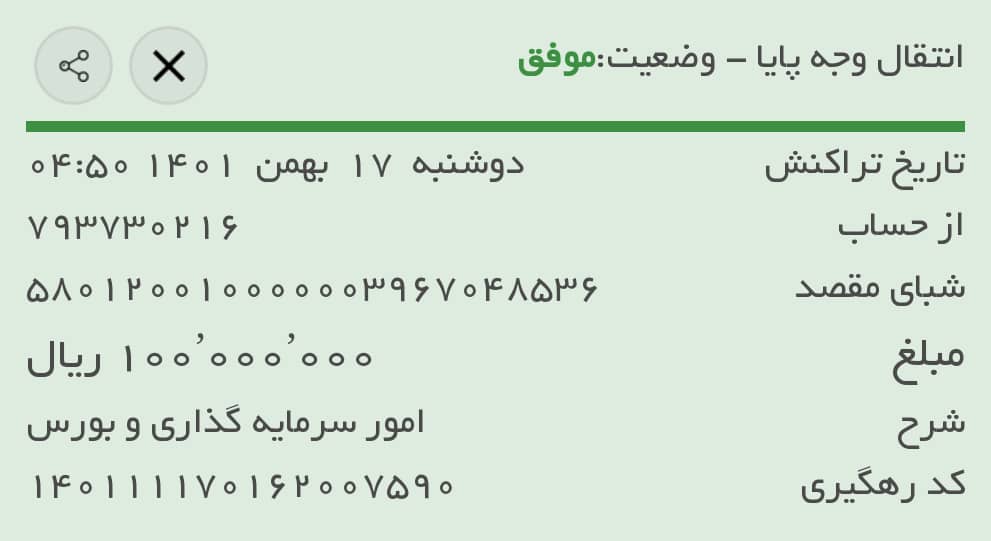 انتقال وجه پایا – وضعیت:موفق
تاریخ تراکنش دوشنبه ۱۷ بهمن ۱۴۰۱ ۰۴:۵۰
از حساب ۷۹۳۷۳۰۲۱۶
شبای مقصد ۵۸۰۱۲۰۰۱۰۰۰۰۰۰۳۹۶۷۰۴۸۵۳۶
مبلغ ۱۰۰٬۰۰۰٬۰۰۰ ریال
شرح امور سرمایه گذاری و بورس
کد رهگیری ۱۴۰۱۱۱۱۷۰۱۶۲۰۰۷۵۹۰